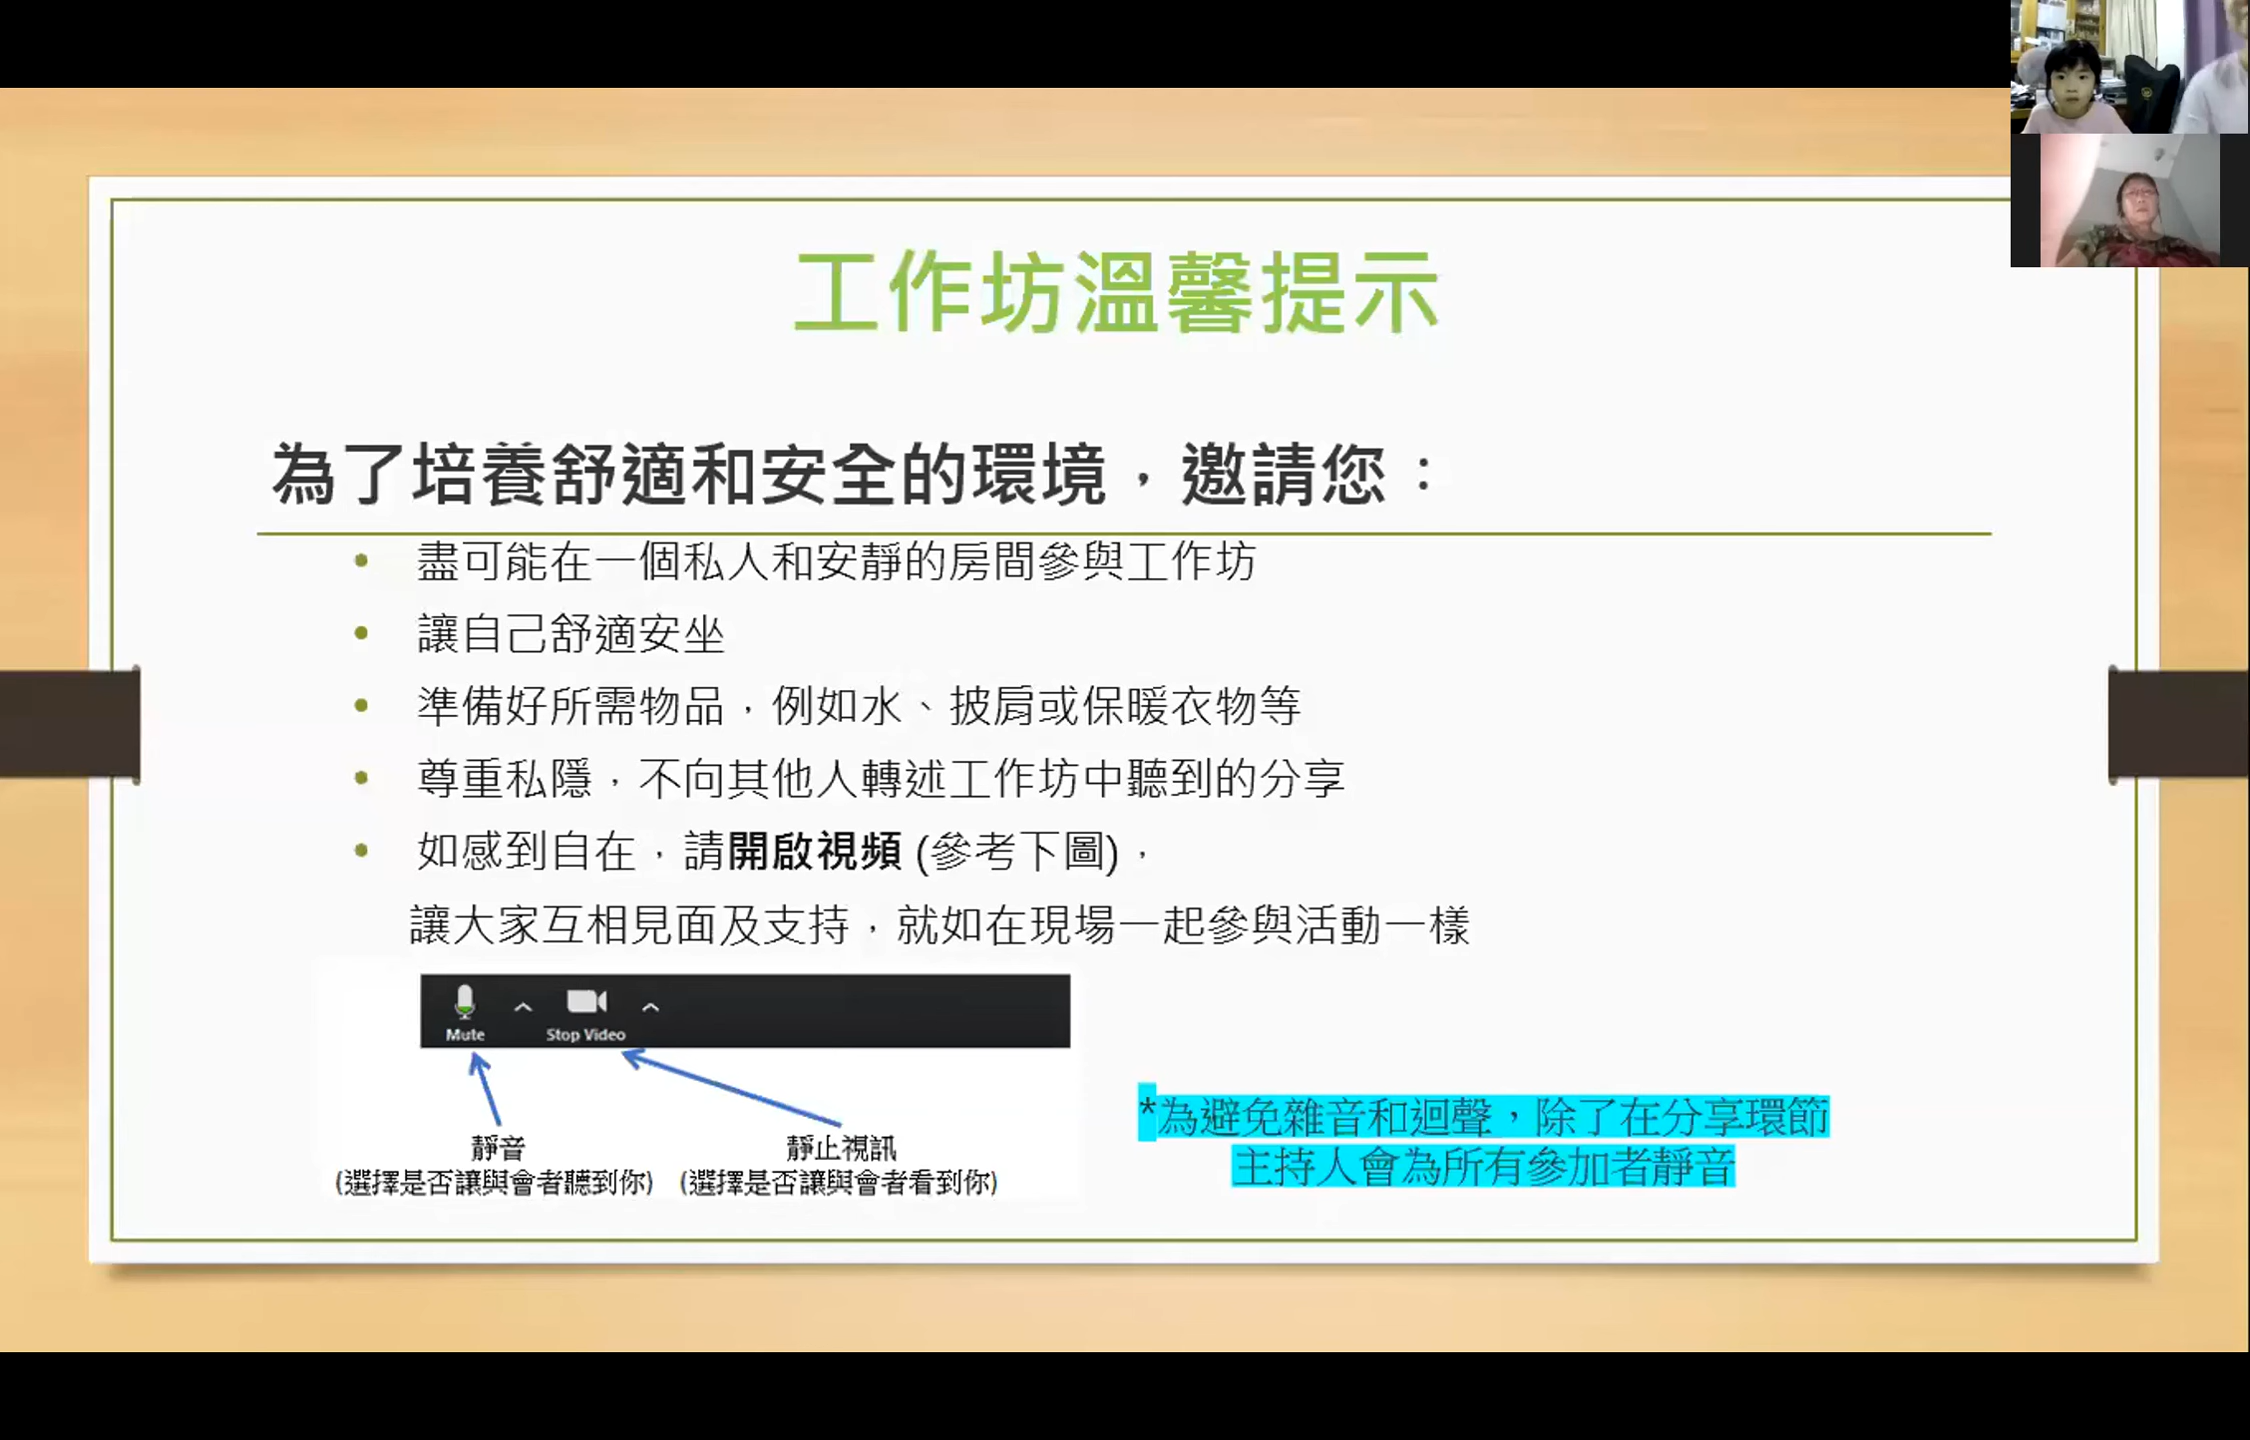 工作坊溫馨提示
為了培養舒適和安全的環境，邀請您：
• 盡可能在一個私人和安靜的房間參與工作坊
• 讓自己舒適安坐
• 準備好所需物品，例如水、披肩或保暖衣物等
• 尊重私隱，不向其他人轉述工作坊中聽到的分享
• 如感到自在，請開啟視頻 (參考下圖)，
讓大家互相見面及支持，就如在現場一起參與活動一樣
Mute Stop Video
靜音 靜止視訊
(選擇是否讓與會者聽到你) (選擇是否讓與會者看到你)
*為避免雜音和迴聲，除了在分享環節
主持人會為所有參加者靜音